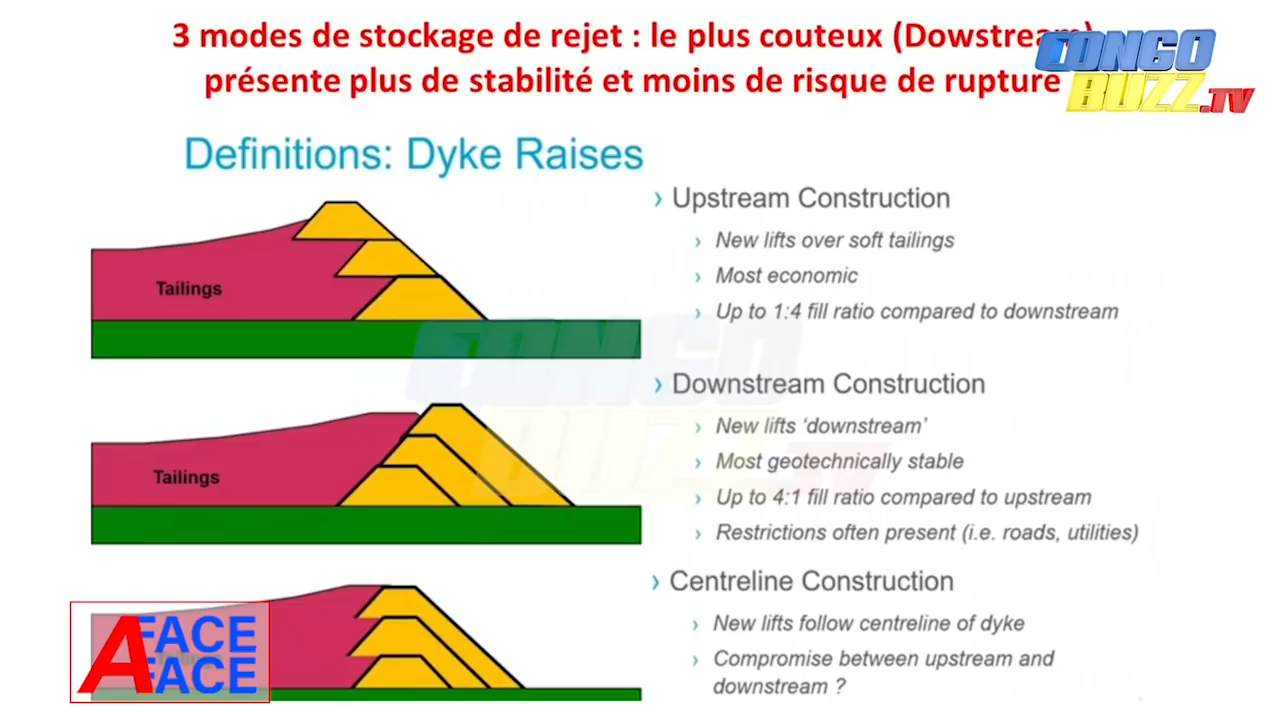 3 modes de stockage de rejet : le plus couteux (Dowstream)
présente plus de stabilité et moins de risque de rupture
CONGO
BUZZ.TV
Definitions: Dyke Raises
› Upstream Construction
› New lifts over soft tailings
› Most economic
› Up to 1:4 fill ratio compared to downstream
Tailings
› Downstream Construction
› New lifts ‘downstream’
› Most geotechnically stable
› Up to 4:1 fill ratio compared to upstream
› Restrictions often present (i.e. roads, utilities)
Tailings
› Centreline Construction
› New lifts follow centreline of dyke
› Compromise between upstream and
downstream ?
A FACE
FACE
CONGO
BUZZ.TV